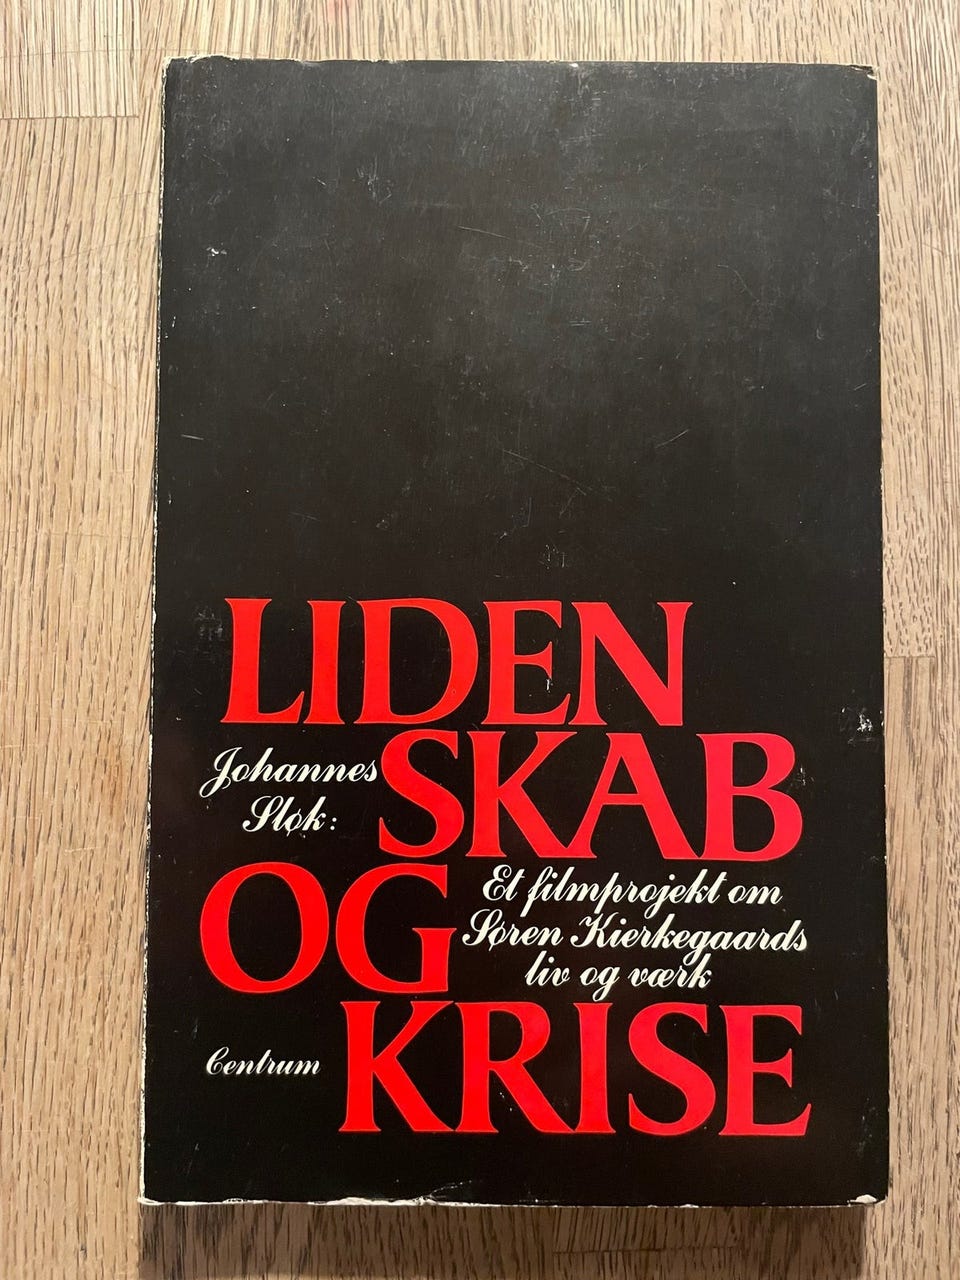 LIDEN
Johannes
Sløk:
SKAB
OG
Et filmprojekt om
Søren Kierkegaards
liv og værk
Centrum
KRISE